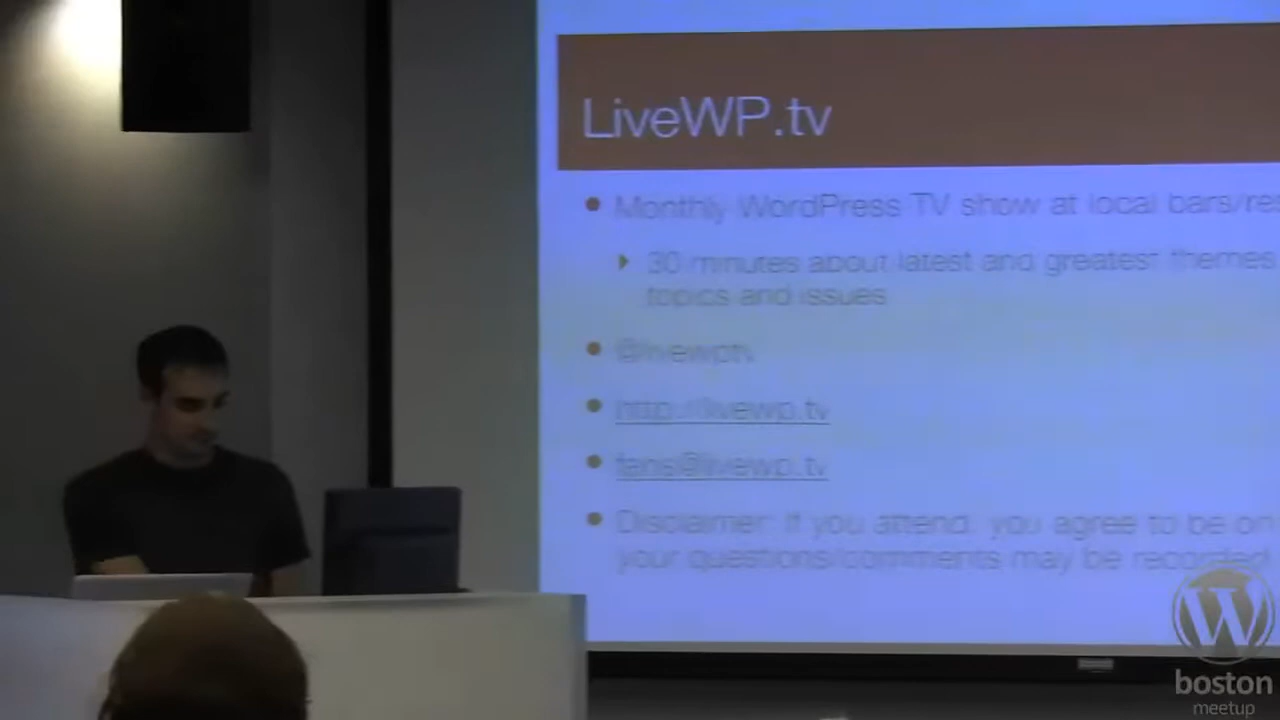 LiveWP.tv
Monthly WordPress TV show at local bars/res
30 minutes about latest and greatest themes
topics and issues
@livewptv
http://livewp.tv
fans@livewp.tv
Disclaimer: If you attend, you agree to be on
your questions/comments may be recorded
W
boston
meetup